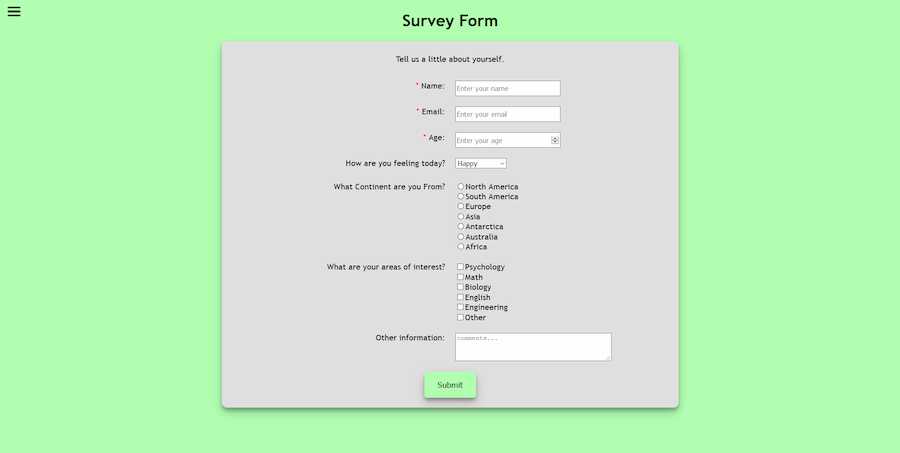 Survey Form
Tell us a little about yourself.
* Name: Enter your name
* Email: Enter your email
* Age: Enter your age
How are you feeling today? Happy
What Continent are you From? North America
South America
Europe
Asia
Antarctica
Australia
Africa
What are your areas of interest? Psychology
Math
Biology
English
Engineering
Other
Other information: comments...
Submit